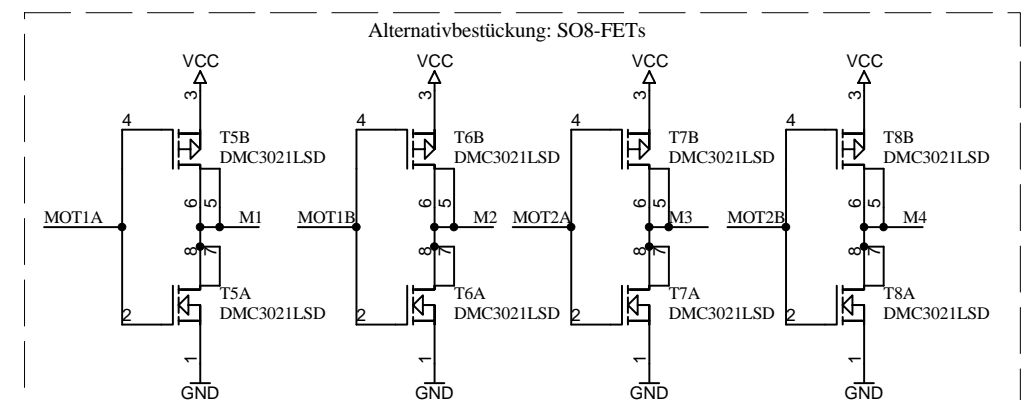 Alternativbestückung: SO8-FETs
VCC VCC VCC VCC
3 3 3 3
4 4 4 4
T5B T6B T7B T8B
DMC3021LSD DMC3021LSD DMC3021LSD DMC3021LSD
6 5 6 5 6 5 6 5
MOT1A M1 MOT1B M2 MOT2A M3 MOT2B M4
8 7 8 7 8 7 8 7
T5A T6A T7A T8A
DMC3021LSD DMC3021LSD DMC3021LSD DMC3021LSD
2 2 2 2
1 1 1 1
GND GND GND GND